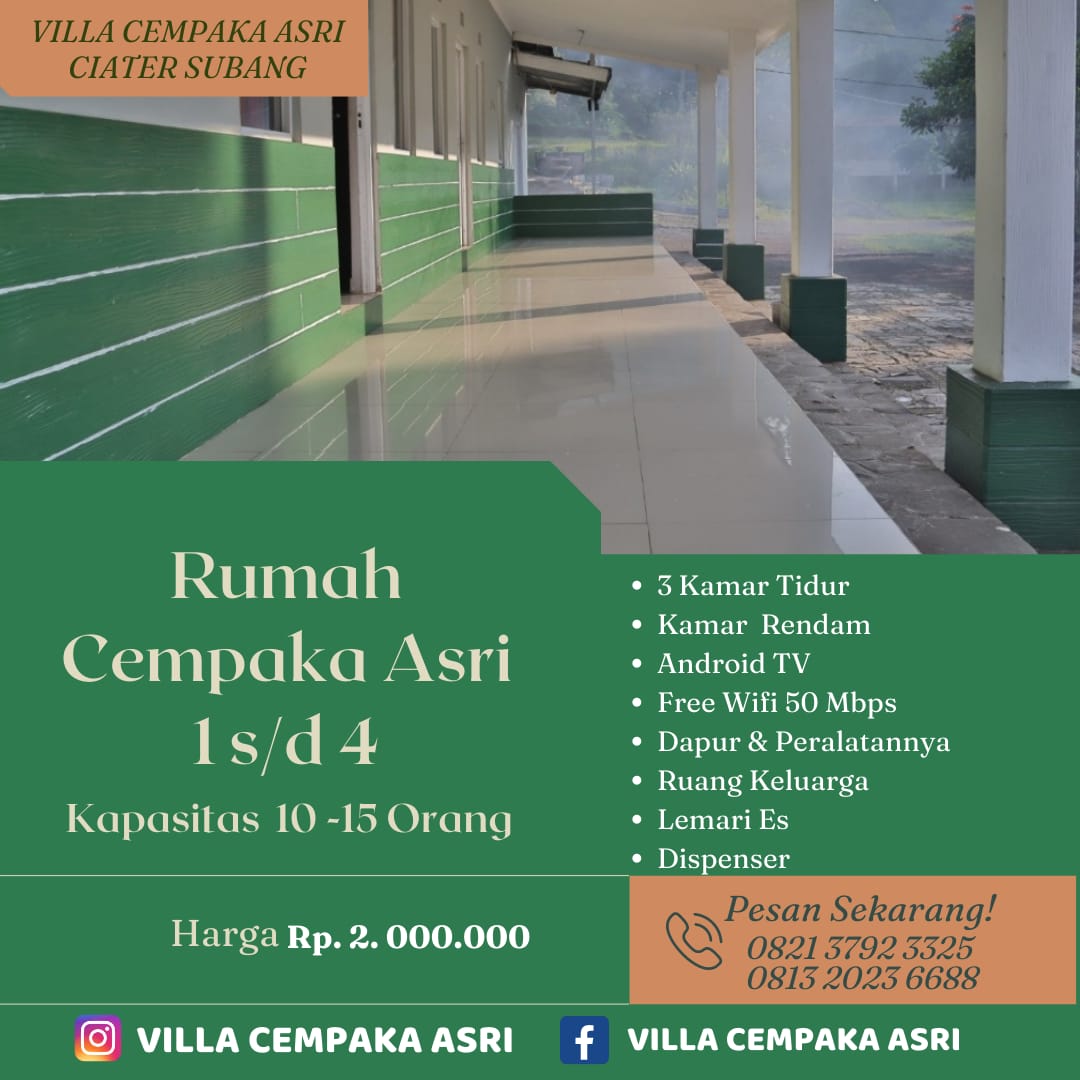 VILLA CEMPAKA ASRI
CIATER SUBANG
Rumah
Cempaka Asri
1 s/d 4
Kapasitas 10 -15 Orang
• 3 Kamar Tidur
• Kamar Rendam
• Android TV
• Free Wifi 50 Mbps
• Dapur & Peralatannya
• Ruang Keluarga
• Lemari Es
• Dispenser
Harga Rp. 2. 000.000
Pesan Sekarang!
0821 3792 3325
0813 2023 6688
VILLA CEMPAKA ASRI
VILLA CEMPAKA ASRI